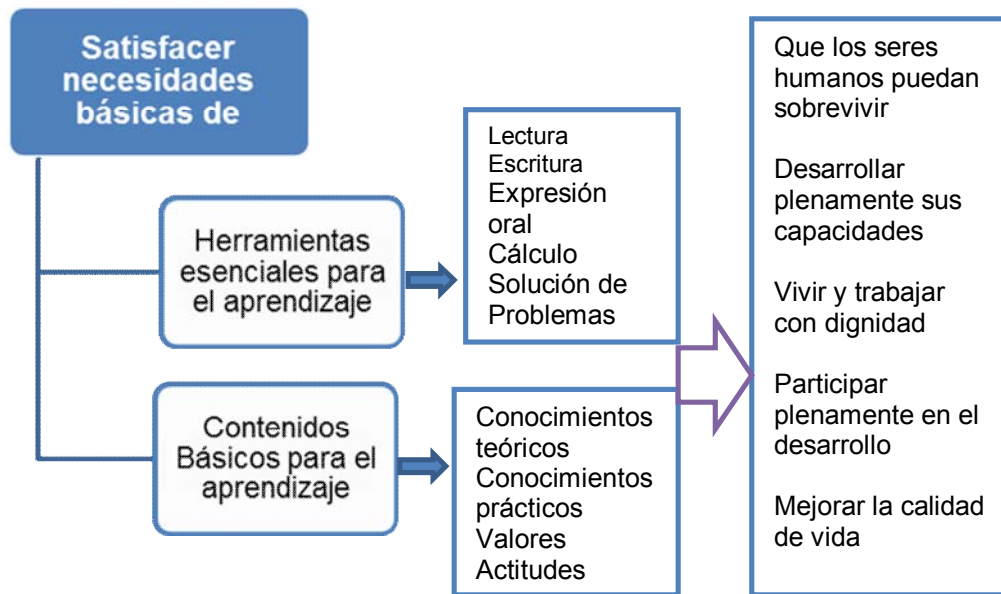 Satisfacer
necesidades
básicas de
Herramientas
esenciales para
el aprendizaje
Lectura
Escritura
Expresión
oral
Cálculo
Solución de
Problemas
Contenidos
Básicos para el
aprendizaje
Conocimientos
teóricos
Conocimientos
prácticos
Valores
Actitudes
Que los seres
humanos puedan
sobrevivir
Desarrollar
plenamente sus
capacidades
Vivir y trabajar
con dignidad
Participar
plenamente en el
desarrollo
Mejorar la calidad
de vida